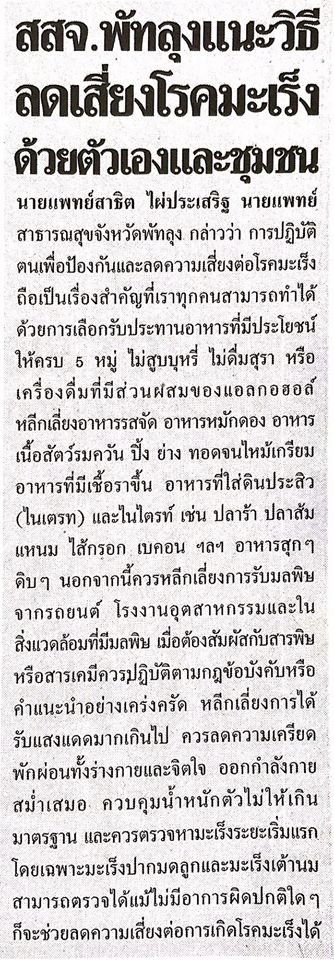 สสจ.พัทลุงแนะวิธี
ลดเสี่ยงโรคมะเร็ง
ด้วยตัวเองและชุมชน
นายแพทย์สาธิต ไผ่ประเสริฐ นายแพทย์
สาธารณสุขจังหวัดพัทลุง กล่าวว่า การปฏิบัติ
ตนเพื่อป้องกันและลดความเสี่ยงต่อโรคมะเร็ง
ถือเป็นเรื่องสำคัญที่เราทุกคนสามารถทำได้
ด้วยการเลือกรับประทานอาหารที่มีประโยชน์
ให้ครบ 5 หมู่ ไม่สูบบุหรี่ ไม่ดื่มสุรา หรือ
เครื่องดื่มที่มีส่วนผสมของแอลกอฮอล์
หลีกเลี่ยงอาหารรสจัด อาหารหมักดอง อาหาร
เนื้อสัตว์รมควัน ปิ้ง ย่าง ทอดจนไหม้เกรียม
อาหารที่มีเชื้อราขึ้น อาหารที่ใส่ดินประสิว
(ไนเตรท) และไนไตรท์ เช่น ปลาร้า ปลาส้ม
แหนม ไส้กรอก เบคอน ฯลฯ อาหารสุกๆ
ดิบๆ นอกจากนี้ควรหลีกเลี่ยงการรับมลพิษ
จากรถยนต์ โรงงานอุตสาหกรรมและใน
สิ่งแวดล้อมที่มีมลพิษ เมื่อต้องสัมผัสกับสารพิษ
หรือสารเคมีควรปฏิบัติตามกฎข้อบังคับหรือ
คำแนะนำอย่างเคร่งครัด หลีกเลี่ยงการได้
รับแสงแดดมากเกินไป ควรลดความเครียด
พักผ่อนทั้งร่างกายและจิตใจ ออกกำลังกาย
สม่ำเสมอ ควบคุมน้ำหนักตัวไม่ให้เกิน
มาตรฐาน และควรตรวจหามะเร็งระยะเริ่มแรก
โดยเฉพาะมะเร็งปากมดลูกและมะเร็งเต้านม
สามารถตรวจได้แม้ไม่มีอาการผิดปกติใดๆ
ก็จะช่วยลดความเสี่ยงต่อการเกิดโรคมะเร็งได้